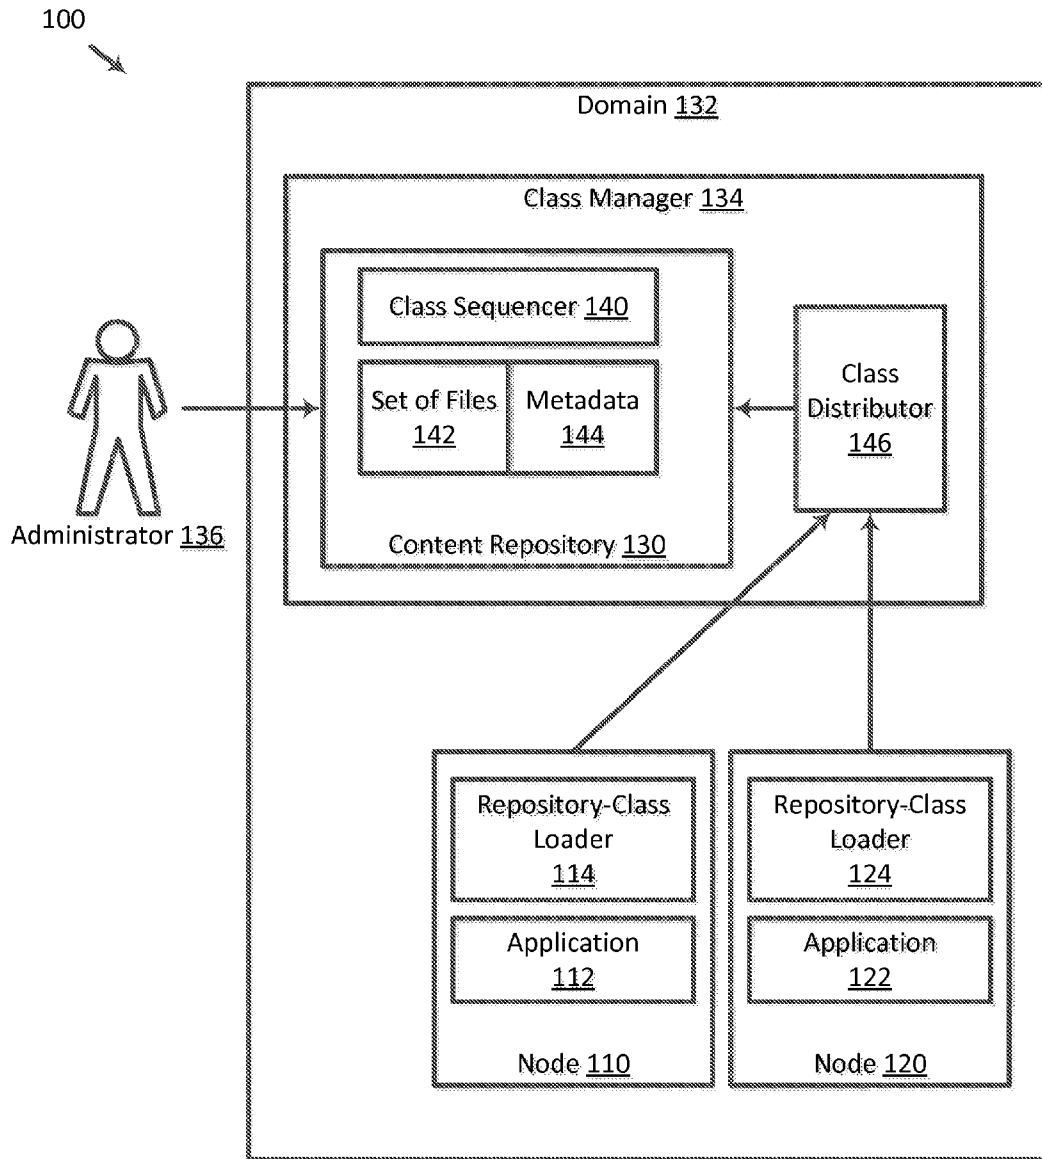 100
Domain 132
Class Manager 134
Class Sequencer 140
Set of Files
142
Metadata
144
Content Repository 130
Class
Distributor
146
Administrator 136
Repository-Class
Loader
114
Application
112
Node 110
Repository-Class
Loader
124
Application
122
Node 120